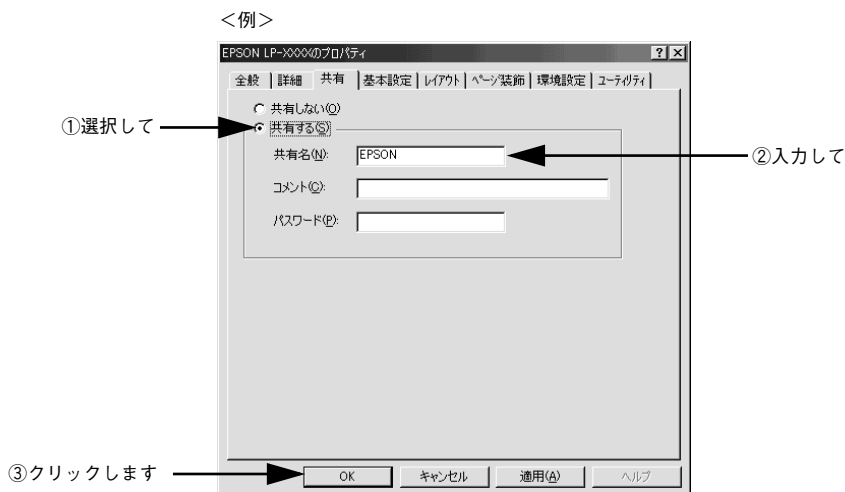 ＜例＞
EPSON LP-XXXXのプロパティ
全般 詳細 共有 基本設定 レイアウト ページ装飾 環境設定 ユーティリティ
共有しない(O)
①選択して
共有する(S)
共有名(N): EPSON
②入力して
コメント(C):
パスワード(P):
③クリックします
OK キャンセル 適用(A) ヘルプ